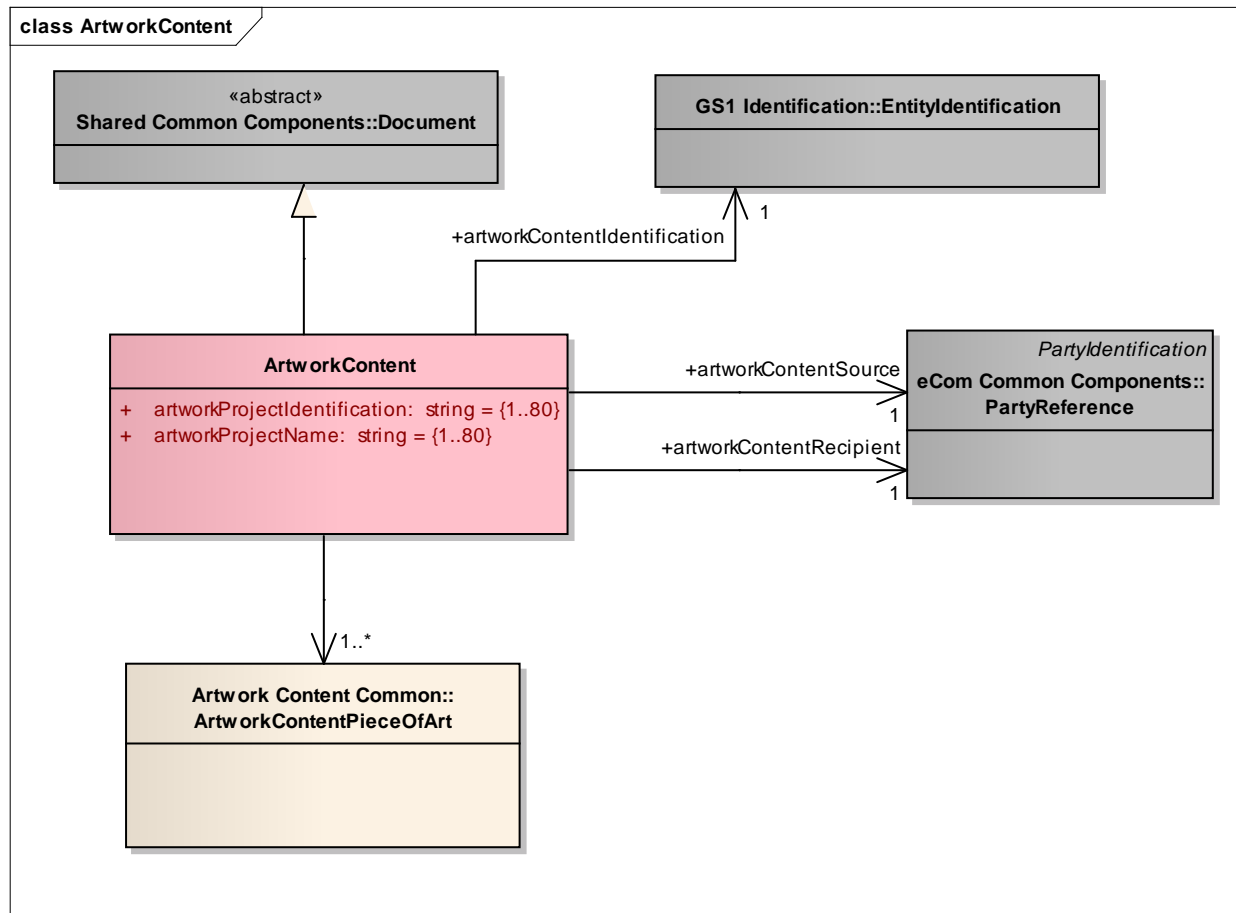 class ArtworkContent
«abstract»
Shared Common Components::Document
GS1 Identification::EntityIdentification
1
+artworkContentIdentification
ArtworkContent
+ artworkProjectIdentification: string = {1..80}
+ artworkProjectName: string = {1..80}
+artworkContentSource
1
+artworkContentRecipient
1
PartyIdentification
eCom Common Components::
PartyReference
1..*
Artwork Content Common::
ArtworkContentPieceOfArt